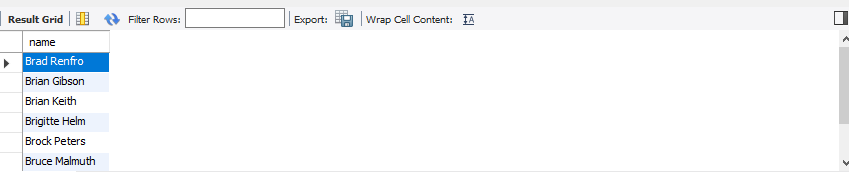 Result Grid Filter Rows: Export: Wrap Cell Content:
name
Brad Renfro
Brian Gibson
Brian Keith
Brigitte Helm
Brock Peters
Bruce Malmuth